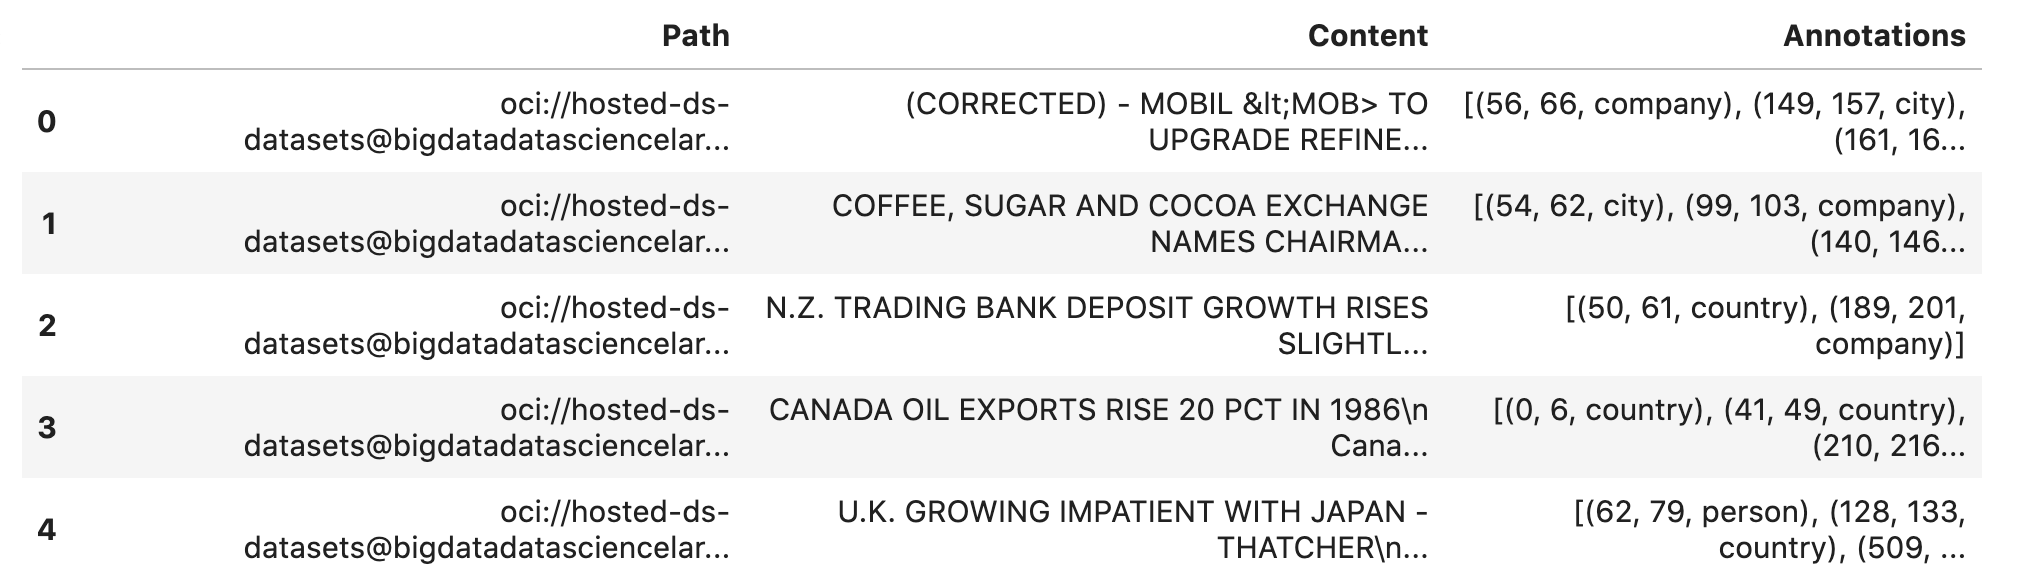 Path Content Annotations
0 oci://hosted-ds-datasets@bigdatadatasciencelar... (CORRECTED) - MOBIL &lt;MOB> TO UPGRADE REFINE... [(56, 66, company), (149, 157, city), (161, 16...
1 oci://hosted-ds-datasets@bigdatadatasciencelar... COFFEE, SUGAR AND COCOA EXCHANGE NAMES CHAIRMA... [(54, 62, city), (99, 103, company), (140, 146...
2 oci://hosted-ds-datasets@bigdatadatasciencelar... N.Z. TRADING BANK DEPOSIT GROWTH RISES SLIGHTL... [(50, 61, country), (189, 201, company)]
3 oci://hosted-ds-datasets@bigdatadatasciencelar... CANADA OIL EXPORTS RISE 20 PCT IN 1986\n Cana... [(0, 6, country), (41, 49, country), (210, 216...
4 oci://hosted-ds-datasets@bigdatadatasciencelar... U.K. GROWING IMPATIENT WITH JAPAN - THATCHER\n... [(62, 79, person), (128, 133, country), (509, ...